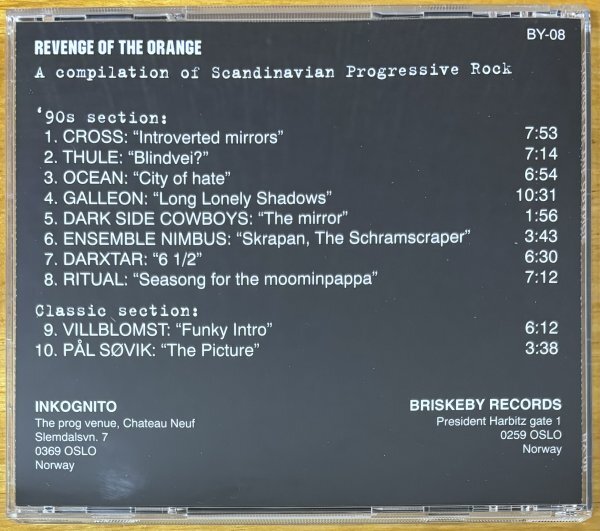 REVENGE OF THE ORANGE
BY-08
A compilation of Scandinavian Progressive Rock
'90s section:
1. CROSS: “Introverted mirrors” 7:53
2. THULE: “Blindvei?” 7:14
3. OCEAN: “City of hate” 6:54
4. GALLEON: “Long Lonely Shadows” 10:31
5. DARK SIDE COWBOYS: “The mirror” 1:56
6. ENSEMBLE NIMBUS: “Skrapan, The Schramscraper” 3:43
7. DARXTAR: “6 1/2” 6:30
8. RITUAL: “Seasong for the moominpappa” 7:12
Classic section:
9. VILLBLOMST: “Funky Intro” 6:12
10. PÅL SØVIK: “The Picture” 3:38
INKOGNITO
The prog venue, Chateau Neuf
Slemdalsvn. 7
0369 OSLO
Norway
BRISKEBY RECORDS
President Harbitz gate 1
0259 OSLO
Norway